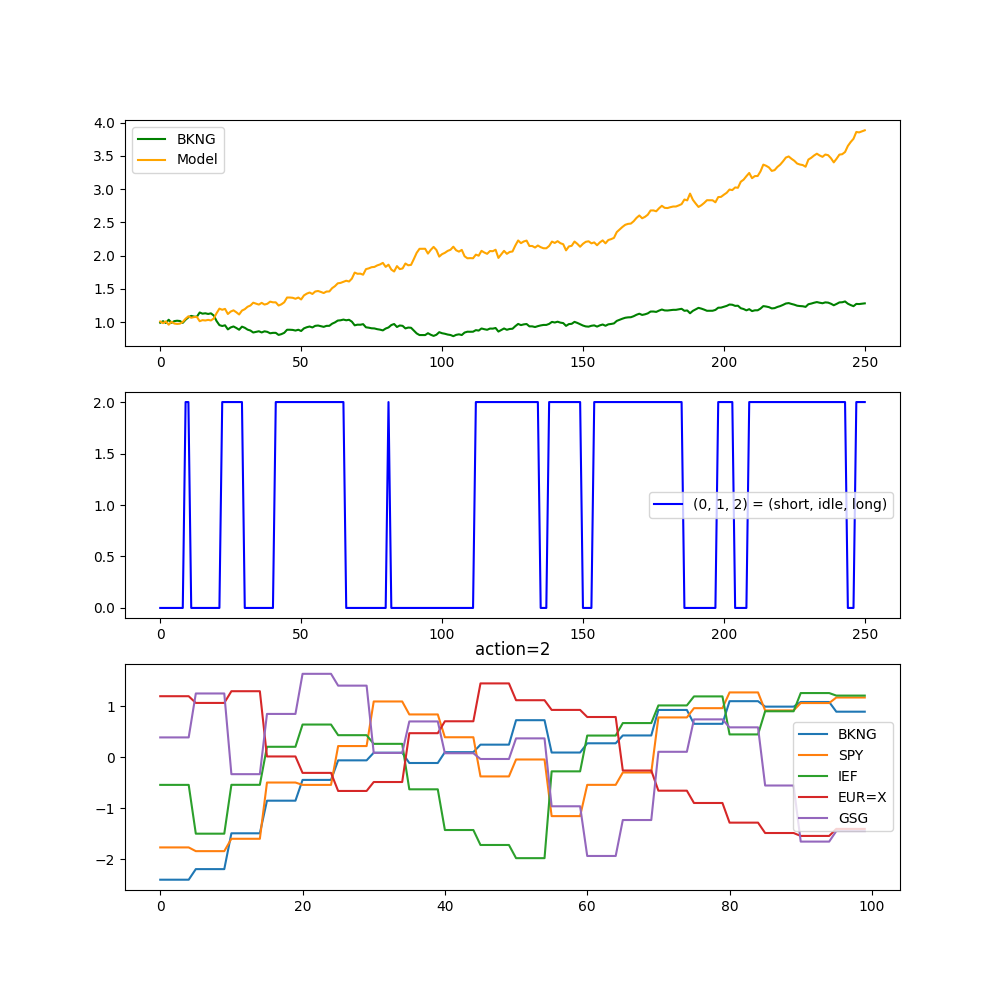 4.0
3.5
3.0
2.5
2.0
1.5
1.0
BKNG
Model
0 50 100 150 200 250
2.0
1.5
1.0
0.5
0.0
(0, 1, 2) = (short, idle, long)
0 50 100 150 200 250
action=2
1
0
−1
−2
BKNG
SPY
IEF
EUR=X
GSG
0 20 40 60 80 100